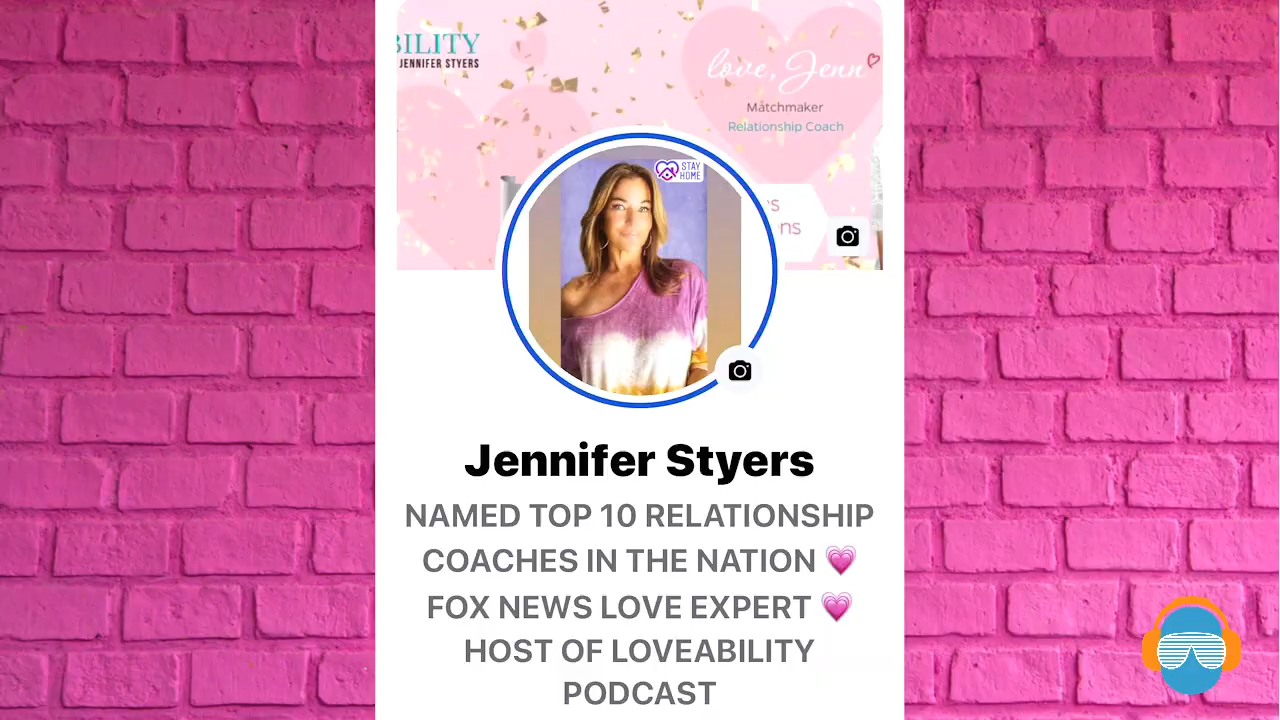 BILITY
JENNIFER STYERS
love, Jenn
Matchmaker
Relationship Coach
STAY
HOME
Jennifer Styers
NAMED TOP 10 RELATIONSHIP
COACHES IN THE NATION 💗
FOX NEWS LOVE EXPERT 💗
HOST OF LOVEABILITY
PODCAST